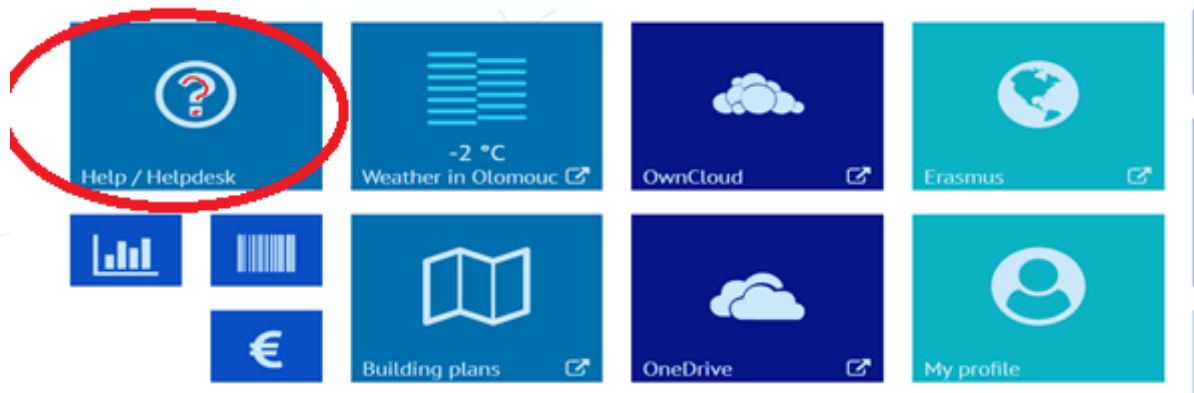 -2 °C
Help / Helpdesk
Weather in Olomouc
OwnCloud
Erasmus
€
Building plans
OneDrive
My profile